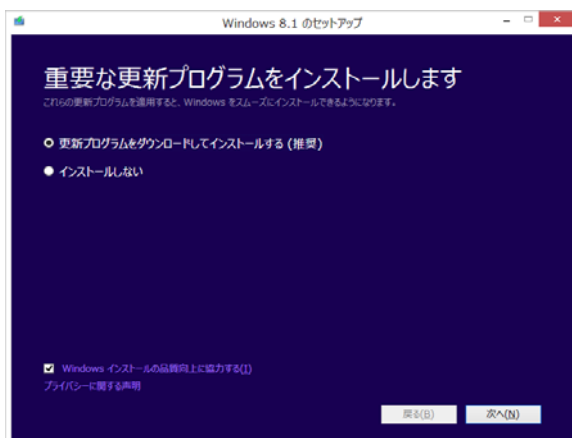 Windows 8.1 のセットアップ
重要な更新プログラムをインストールします
これらの更新プログラムを適用すると、Windows をスムーズにインストールできるようになります。
更新プログラムをダウンロードしてインストールする (推奨)
インストールしない
Windows インストールの品質向上に協力する(I)
プライバシーに関する声明
戻る(B)
次へ(N)